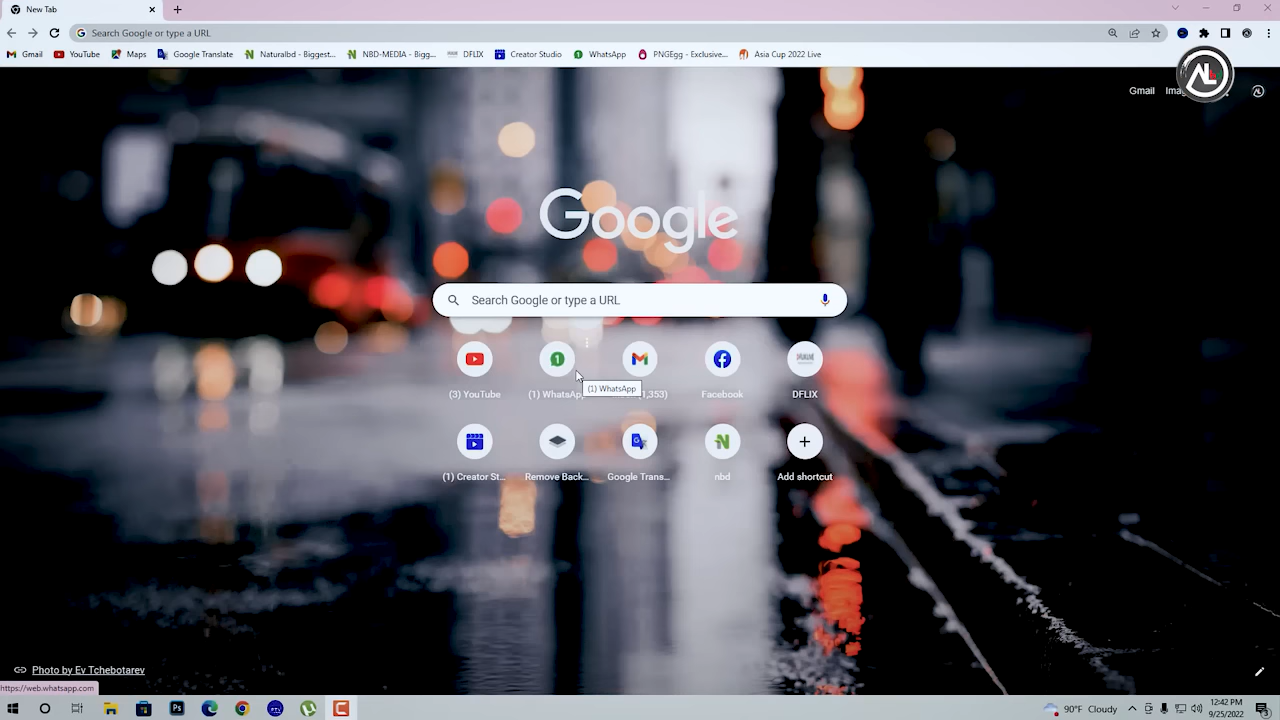 New Tab
Search Google or type a URL
Gmail
YouTube
Maps
Google Translate
Naturalbd - Biggest...
NBD-MEDIA - Bigg...
DFLIX
Creator Studio
WhatsApp
PNGEgg - Exclusive...
Asia Cup 2022 Live
Gmail
Google
Search Google or type a URL
(1) WhatsApp
(3) YouTube
(1) WhatsApp
1,353)
Facebook
DFLIX
(1) Creator St...
Remove Back...
Google Trans...
nbd
Add shortcut
Photo by Ev Tchebotarev
https://web.whatsapp.com
90°F Cloudy
12:42 PM
9/25/2022